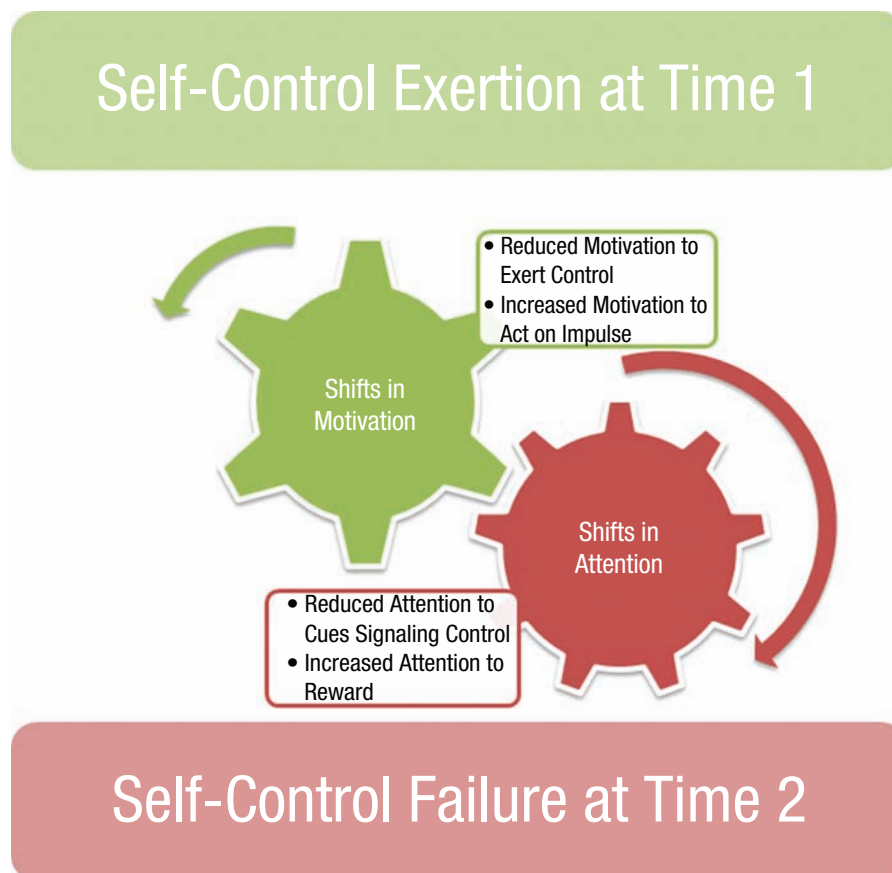 Self-Control Exertion at Time 1
• Reduced Motivation to
Exert Control
• Increased Motivation to
Act on Impulse
Shifts in
Motivation
Shifts in
Attention
• Reduced Attention to
Cues Signaling Control
• Increased Attention to
Reward
Self-Control Failure at Time 2